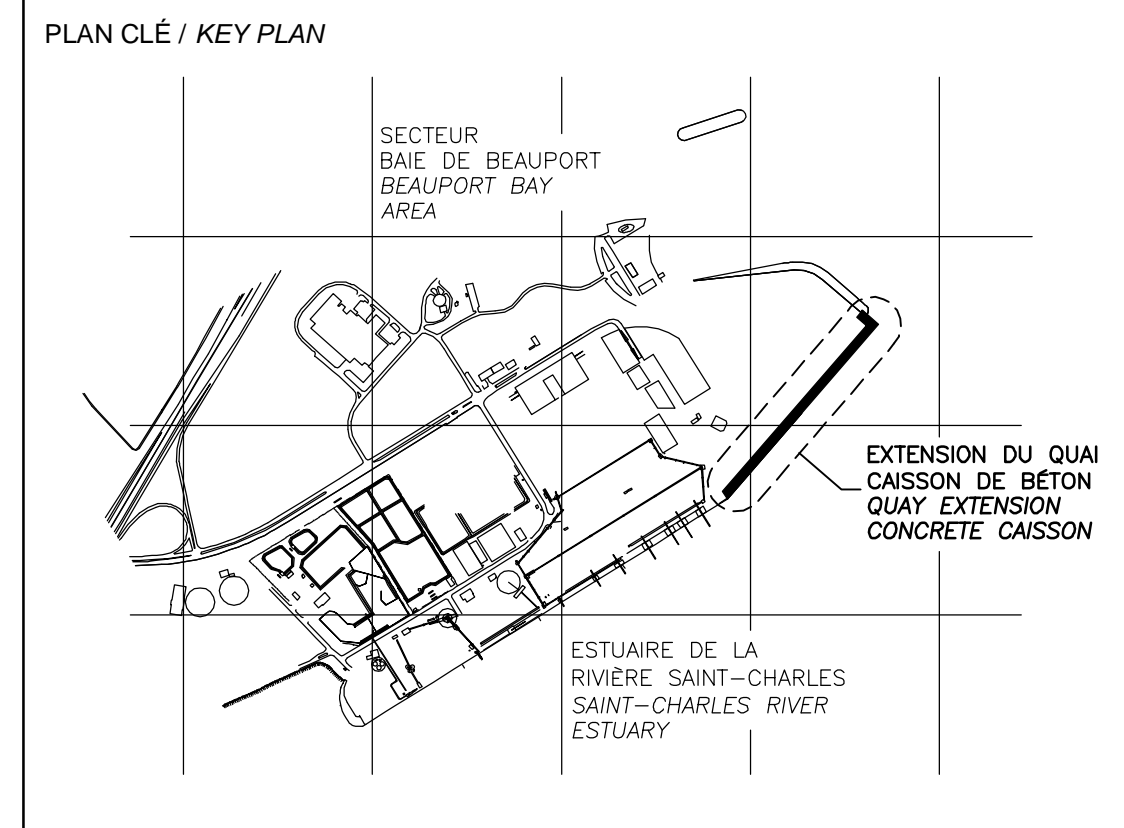 PLAN CLÉ / KEY PLAN
SECTEUR
BAIE DE BEAUPORT
BEAUPORT BAY
AREA
EXTENSION DU QUAI
CAISSON DE BÉTON
QUAY EXTENSION
CONCRETE CAISSON
ESTUAIRE DE LA
RIVIÈRE SAINT-CHARLES
SAINT-CHARLES RIVER
ESTUARY